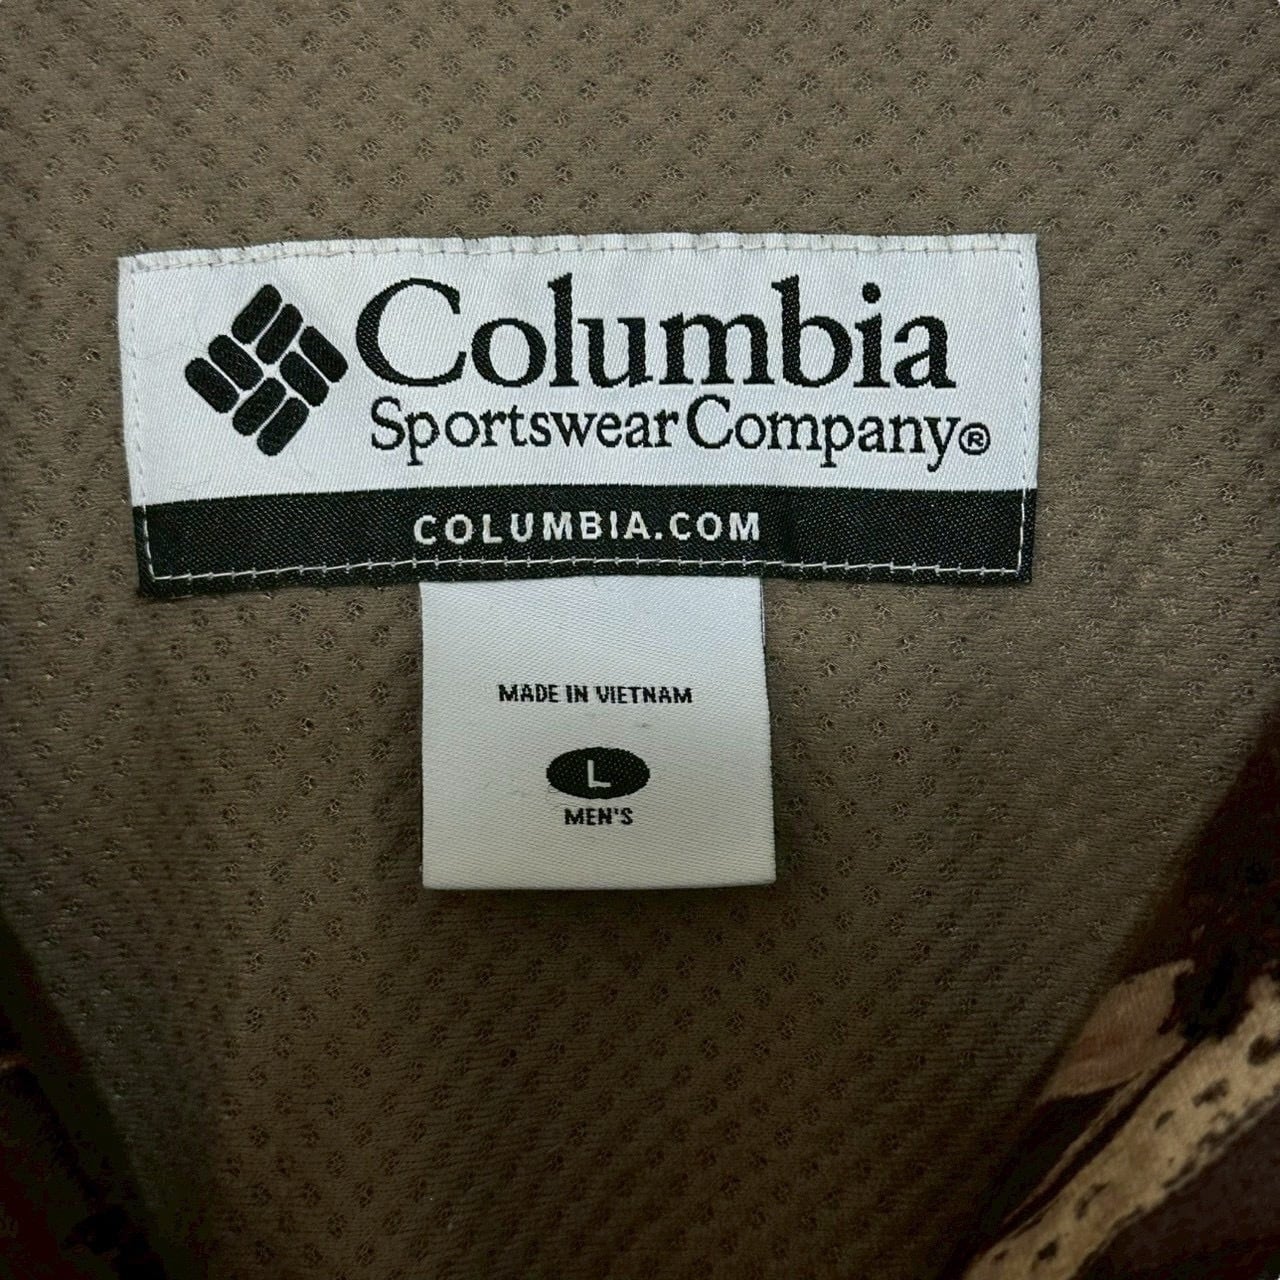 Columbia
Sportswear Company®
COLUMBIA.COM
MADE IN VIETNAM
L
MEN'S